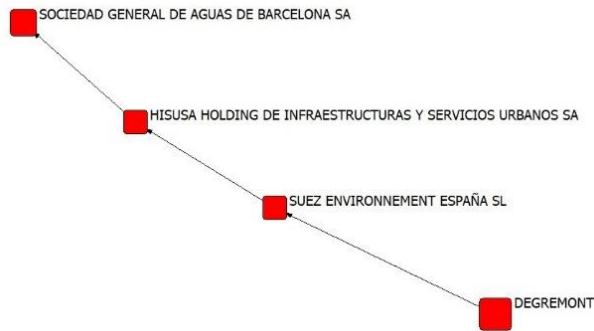 SOCIEDAD GENERAL DE AGUAS DE BARCELONA SA
HISUSA HOLDING DE INFRAESTRUCTURAS Y SERVICIOS URBANOS SA
SUEZ ENVIRONNEMENT ESPAÑA SL
DEGREMONT